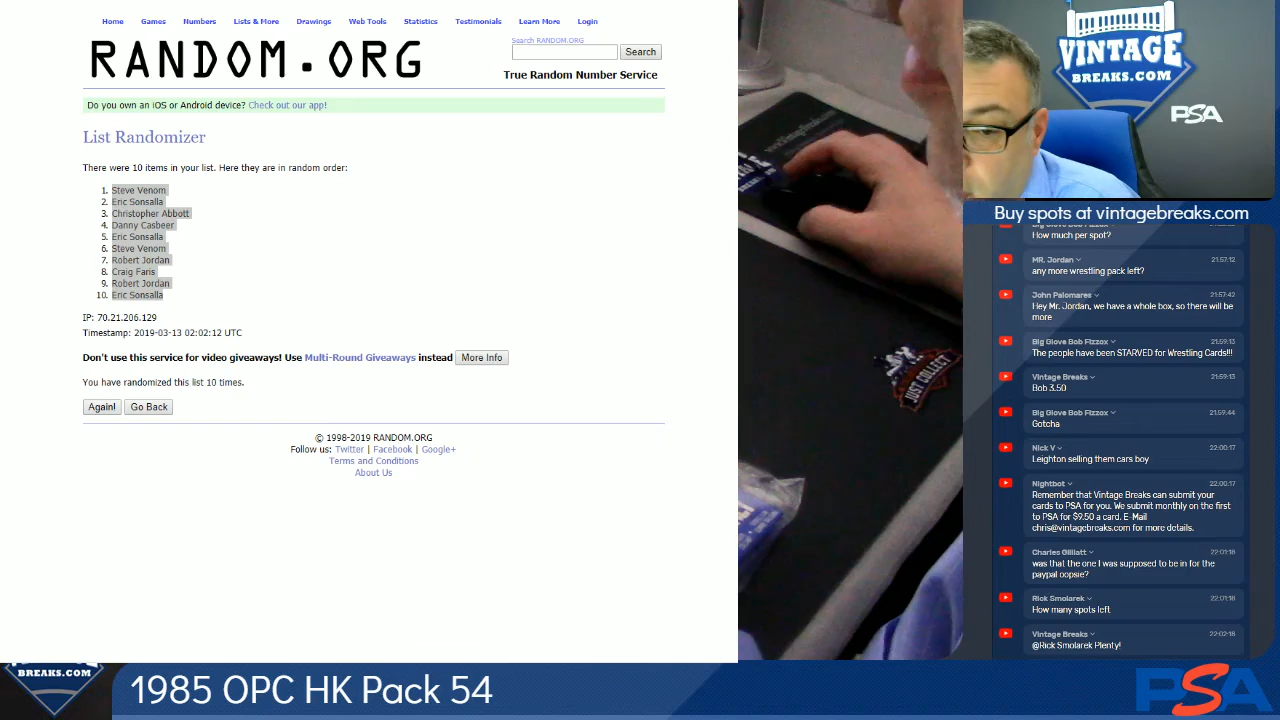 Home Games Numbers Lists & More Drawings Web Tools Statistics Testimonials Learn More Login
RANDOM.ORG
Search RANDOM.ORG
Search
True Random Number Service
Do you own an iOS or Android device? Check out our app!
List Randomizer
There were 10 items in your list. Here they are in random order:
1. Steve Venom
2. Eric Sonsalla
3. Christopher Abbott
4. Danny Casbeer
5. Eric Sonsalla
6. Steve Venom
7. Robert Jordan
8. Craig Faris
9. Robert Jordan
10. Eric Sonsalla
IP: 70.21.206.129
Timestamp: 2019-03-13 02:02:12 UTC
Don't use this service for video giveaways! Use Multi-Round Giveaways instead More Info
You have randomized this list 10 times.
Again! Go Back
© 1998-2019 RANDOM.ORG
Follow us: Twitter | Facebook | Google+
Terms and Conditions
About Us
JUST COLLECT
VINTAGE
BREAKS.COM
PSA
Buy spots at vintagebreaks.com
Big Glove Bob Fizzox
How much per spot?
MR. Jordan 21:57:12
any more wrestling pack left?
John Palomares 21:57:42
Hey Mr. Jordan, we have a whole box, so there will be
more
Big Glove Bob Fizzox 21:59:13
The people have been STARVED for Wrestling Cards!!!
Vintage Breaks 21:59:13
Bob 3.50
Big Glove Bob Fizzox 21:59:44
Gotcha
Nick V 22:00:17
Leighton selling them cars boy
Nightbot 22:00:17
Remember that Vintage Breaks can submit your
cards to PSA for you. We submit monthly on the first
to PSA for $9.50 a card. E-Mail
chris@vintagebreaks.com for more details.
Charles Gilliatt 22:01:18
was that the one I was supposed to be in for the
paypal oopsie?
Rick Smolarek 22:01:18
How many spots left
Vintage Breaks 22:02:18
@Rick Smolarek Plenty!
BREAKS.COM
1985 OPC HK Pack 54
PSA